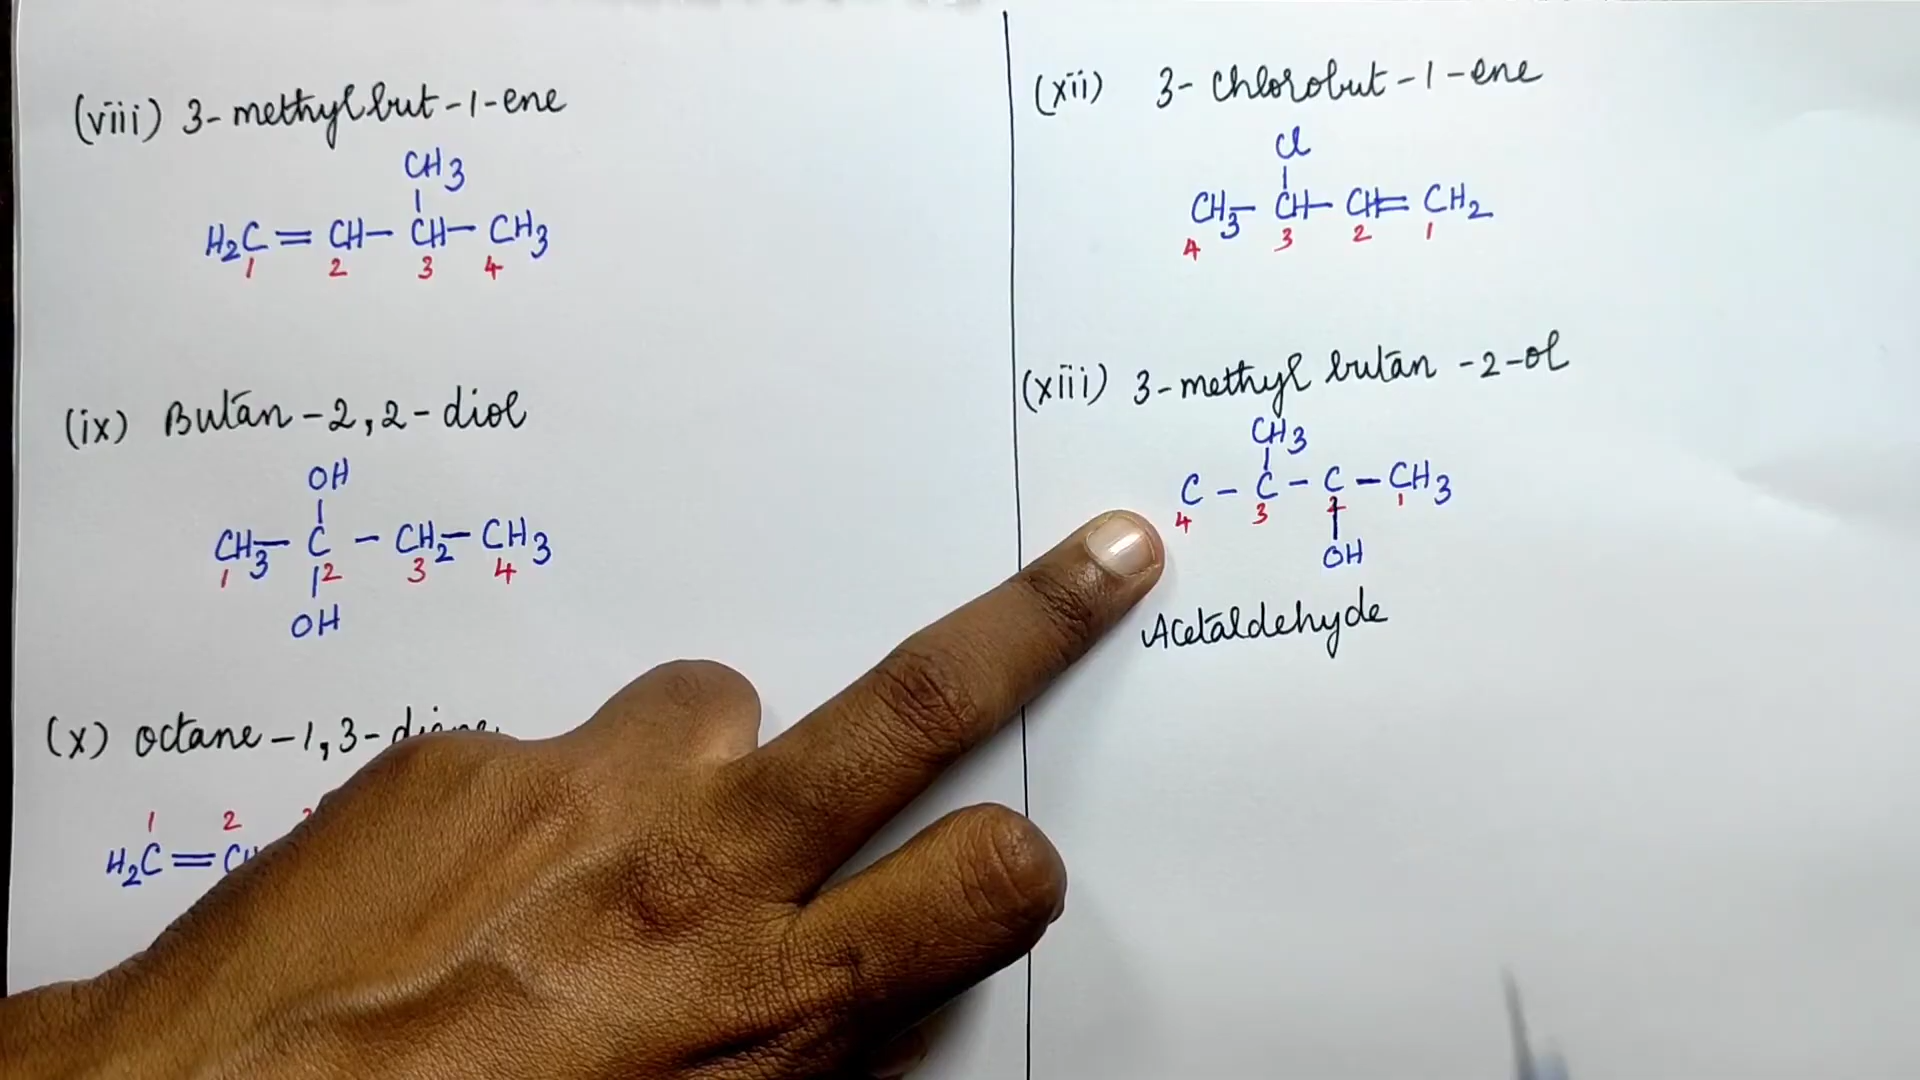 (viii) 3-methylbut-1-ene
CH3
H2C=CH-CH-CH3
1 2 3 4
(ix) Butan-2,2-diol
OH
CH3-C-CH2-CH3
1 2 3 4
OH
(x) octane-1,3-
1 2
H2C=
(xii) 3-chlorobut-1-ene
Cl
CH3-CH-CH=CH2
4 3 2 1
(xiii) 3-methyl butan-2-ol
CH3
C-C-C-CH3
4 3 2 1
OH
Acetaldehyde